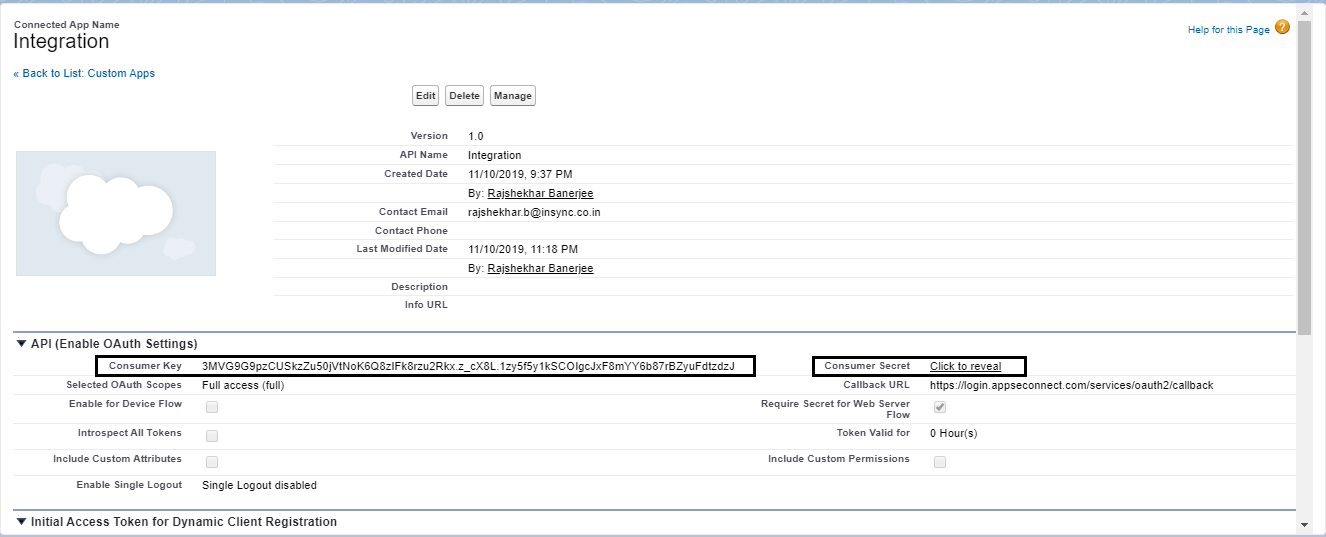 Connected App Name
Integration
Help for this Page ?
« Back to List: Custom Apps
Edit Delete Manage
Version 1.0
API Name Integration
Created Date 11/10/2019, 9:37 PM
By: Rajshekhar Banerjee
Contact Email rajshekhar.b@insync.co.in
Contact Phone
Last Modified Date 11/10/2019, 11:18 PM
By: Rajshekhar Banerjee
Description
Info URL
API (Enable OAuth Settings)
Consumer Key 3MVG9G9pzCUSkzZu50jVtNoK6Q8zIFk8rzu2Rkx.z_cX8L.1zy5f5y1kSCOIgcJxF8mYY6b87rBZyuFdtzdzJ Consumer Secret Click to reveal
Selected OAuth Scopes Full access (full) Callback URL https://login.appseconnect.com/services/oauth2/callback
Enable for Device Flow Require Secret for Web Server
Flow
Introspect All Tokens Token Valid for 0 Hour(s)
Include Custom Attributes Include Custom Permissions
Enable Single Logout Single Logout disabled
Initial Access Token for Dynamic Client Registration